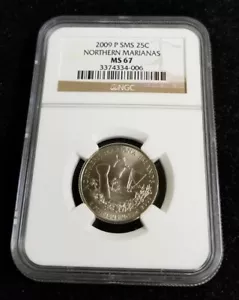 2009 P SMS 25C
NORTHERN MARIANAS
MS 67
3374334-006
NGC